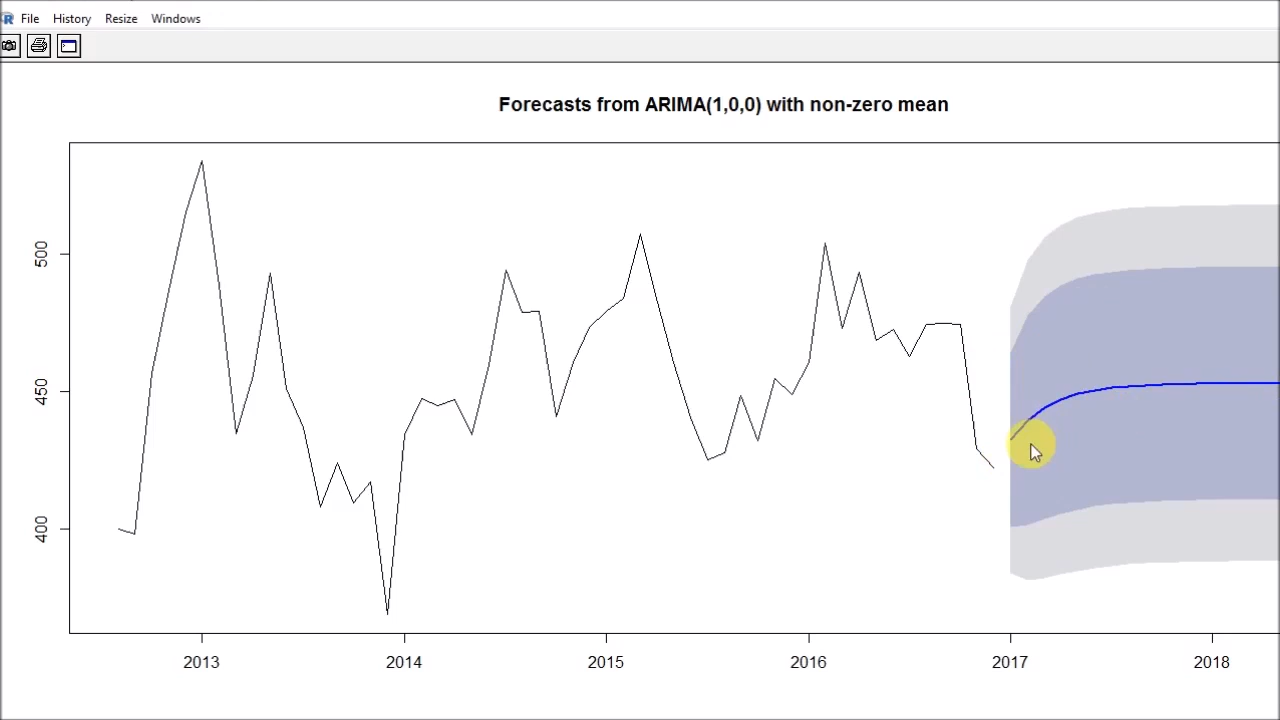 R File History Resize Windows
Forecasts from ARIMA(1,0,0) with non-zero mean
500
450
400
2013 2014 2015 2016 2017 2018